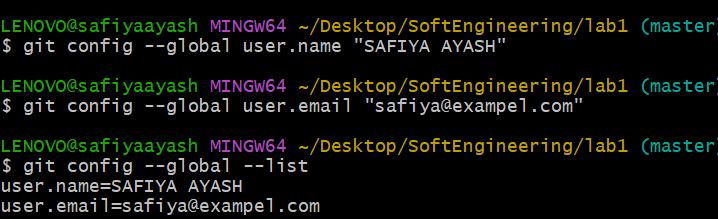 LENOVO@safiyaayash MINGW64 ~/Desktop/SoftEngineering/lab1 (master
$ git config --global user.name "SAFIYA AYASH"
LENOVO@safiyaayash MINGW64 ~/Desktop/SoftEngineering/lab1 (master
$ git config --global user.email "safiya@exampel.com"
LENOVO@safiyaayash MINGW64 ~/Desktop/SoftEngineering/lab1 (master
$ git config --global --list
user.name=SAFIYA AYASH
user.email=safiya@exampel.com